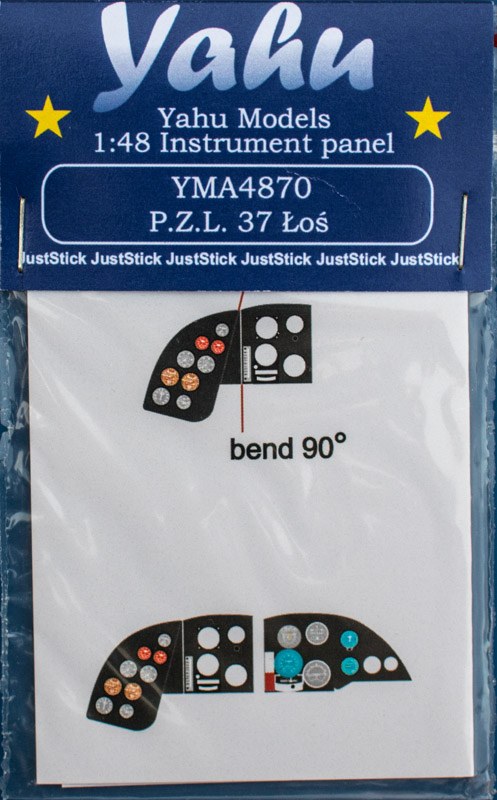 Yahu
Yahu Models
1:48 Instrument panel
YMA4870
P.Z.L. 37 Łoś
JustStick JustStick JustStick JustStick JustStick JustStick
bend 90°